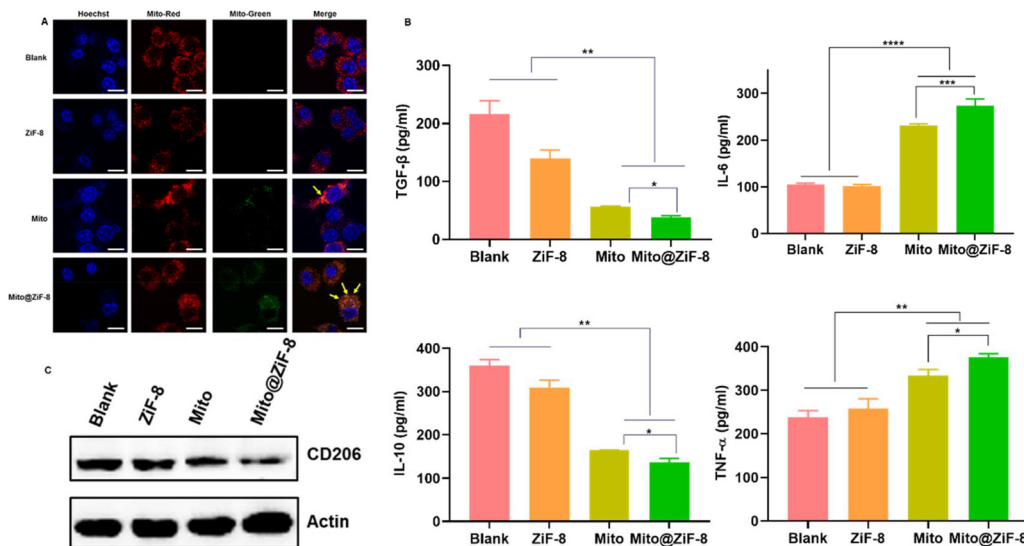 A
Hoechst Mito-Red Mito-Green Merge
Blank
ZiF-8
Mito
Mito@ZiF-8
B
TGF-β (pg/ml)
300
200
100
0
**
*
Blank ZiF-8 Mito Mito@ZiF-8
IL-6 (pg/ml)
300
200
100
0
****
***
Blank ZiF-8 Mito Mito@ZiF-8
IL-10 (pg/ml)
400
300
200
100
0
**
*
Blank ZiF-8 Mito Mito@ZiF-8
TNF-α (pg/ml)
400
300
200
100
0
**
*
Blank ZiF-8 Mito Mito@ZiF-8
C
Blank ZiF-8 Mito Mito@ZiF-8
CD206
Actin